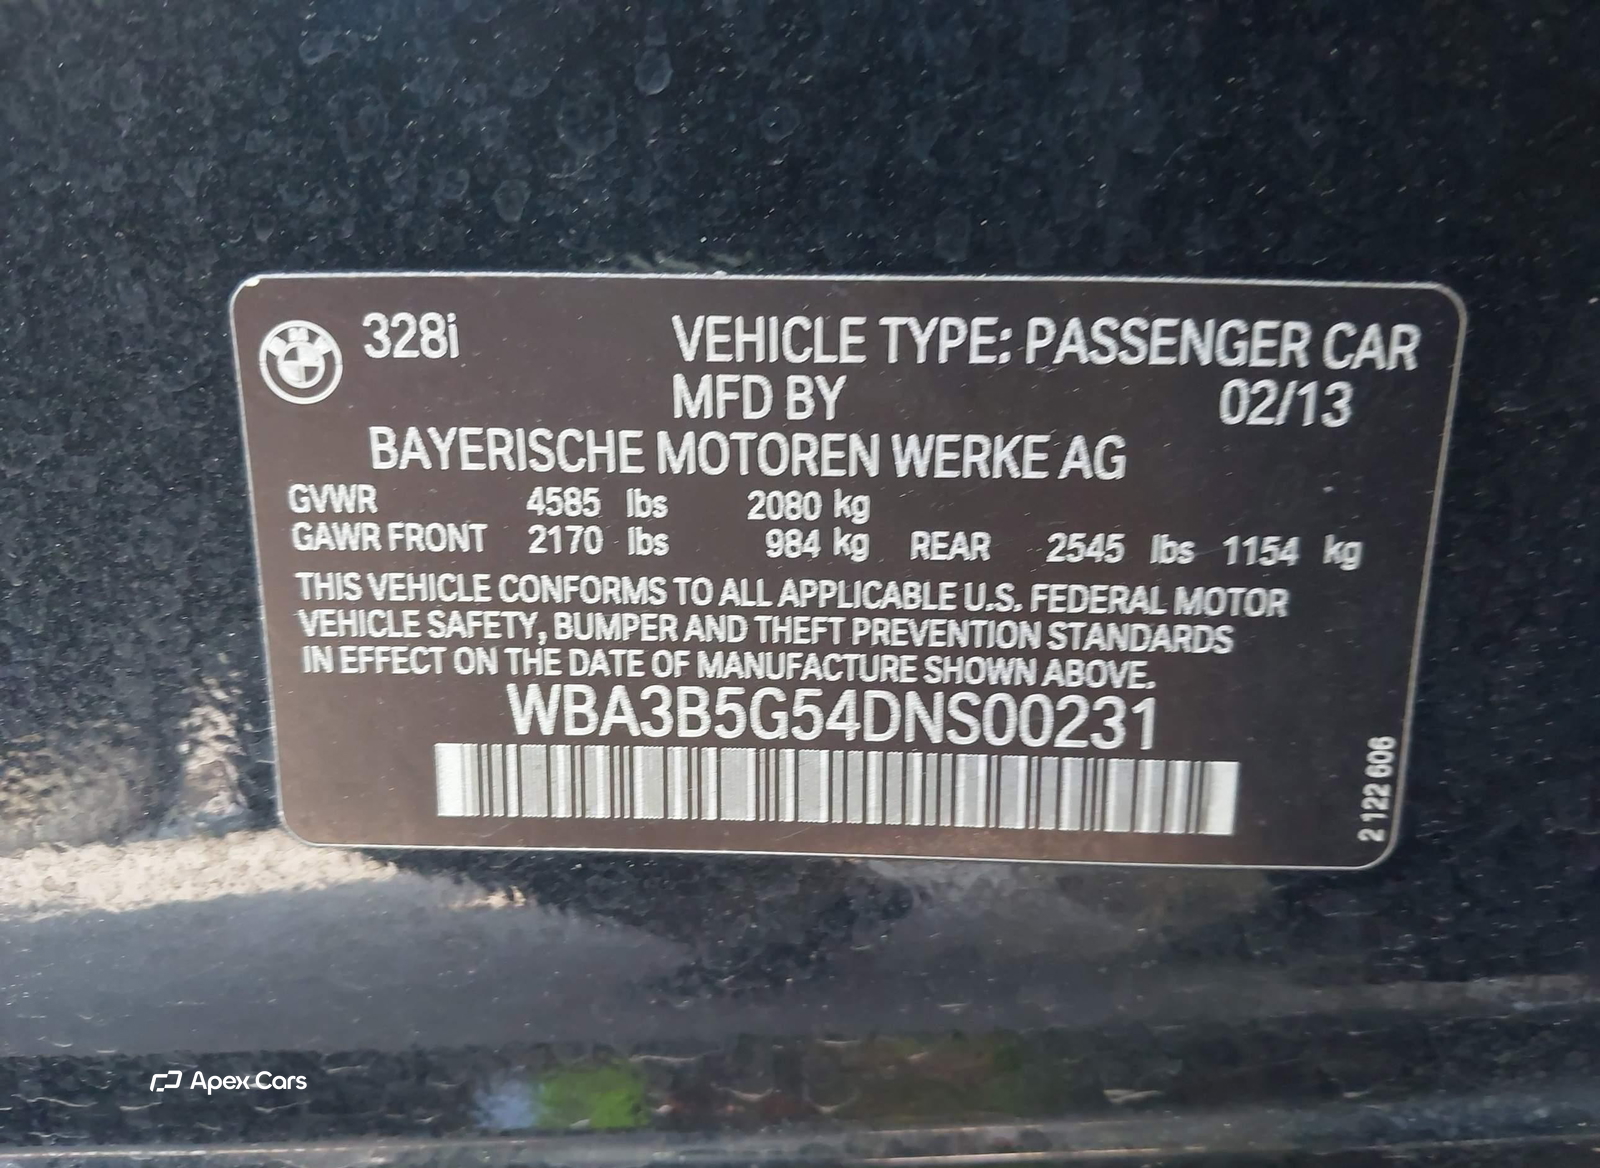 328i VEHICLE TYPE: PASSENGER CAR
MFD BY 02/13
BAYERISCHE MOTOREN WERKE AG
GVWR 4585 lbs 2080 kg
GAWR FRONT 2170 lbs 984 kg REAR 2545 lbs 1154 kg
THIS VEHICLE CONFORMS TO ALL APPLICABLE U.S. FEDERAL MOTOR
VEHICLE SAFETY, BUMPER AND THEFT PREVENTION STANDARDS
IN EFFECT ON THE DATE OF MANUFACTURE SHOWN ABOVE.
WBA3B5G54DNS00231
2 122 606
Apex Cars